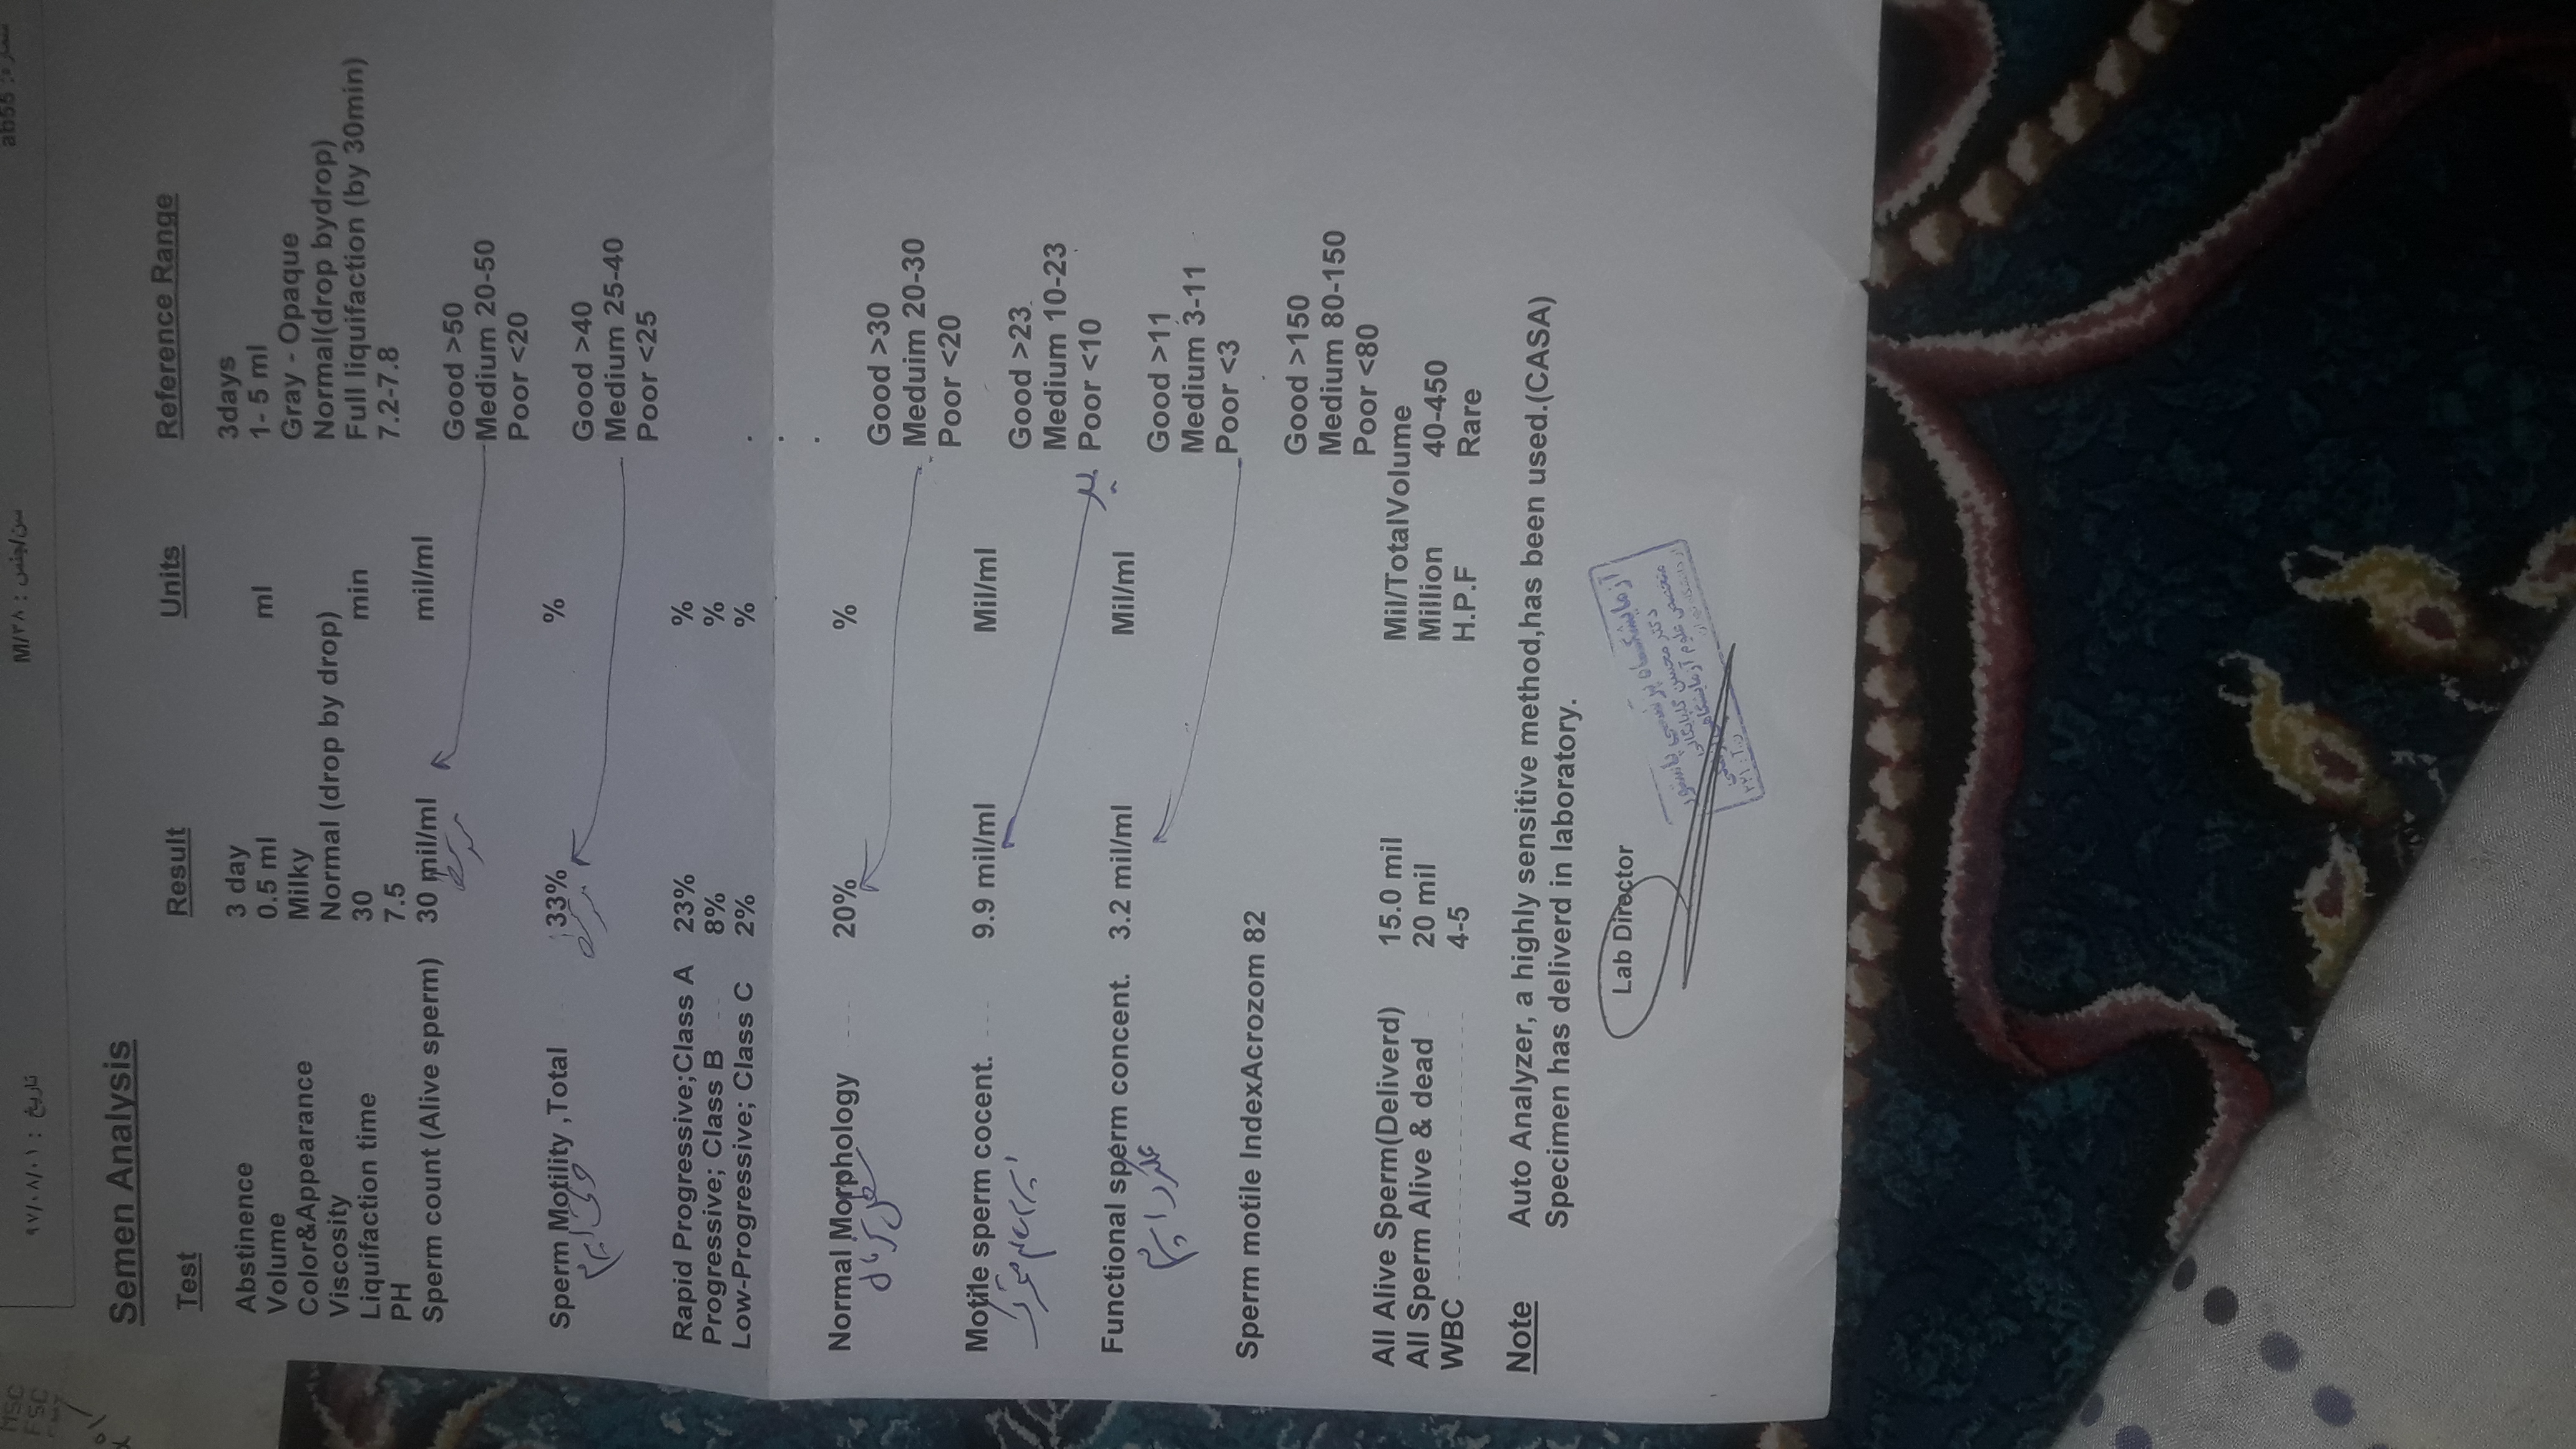 شماره: ab55
سن/جنس : M/۲۸
تاریخ : ۹۷/۰۸/۰۱
Semen Analysis
Test Result Units Reference Range
Abstinence 3 day 3days
Volume 0.5 ml ml 1- 5 ml
Color&Appearance Milky Gray - Opaque
Viscosity Normal (drop by drop) Normal(drop bydrop)
Liquifaction time 30 min Full liquifaction (by 30min)
PH 7.5 7.2-7.8
Sperm count (Alive sperm) 30 mil/ml mil/ml
Good >50
Medium 20-50
Poor <20
Sperm Motility ,Total 33% %
Good >40
Medium 25-40
Poor <25
Rapid Progressive;Class A 23% %
Progressive; Class B 8% %
Low-Progressive; Class C 2% %
Normal Morphology 20% %
Good >30
Meduim 20-30
Poor <20
Motile sperm cocent. 9.9 mil/ml Mil/ml
Good >23
Medium 10-23
Poor <10
Functional sperm concent. 3.2 mil/ml Mil/ml
Good >11
Medium 3-11
Poor <3
Sperm motile IndexAcrozom 82
Good >150
Medium 80-150
Poor <80
All Alive Sperm(Deliverd) 15.0 mil Mil/TotalVolume
All Sperm Alive & dead 20 mil Million 40-450
WBC 4-5 H.P.F Rare
Note Auto Analyzer, a highly sensitive method,has been used.(CASA)
Specimen has deliverd in laboratory.
Lab Director